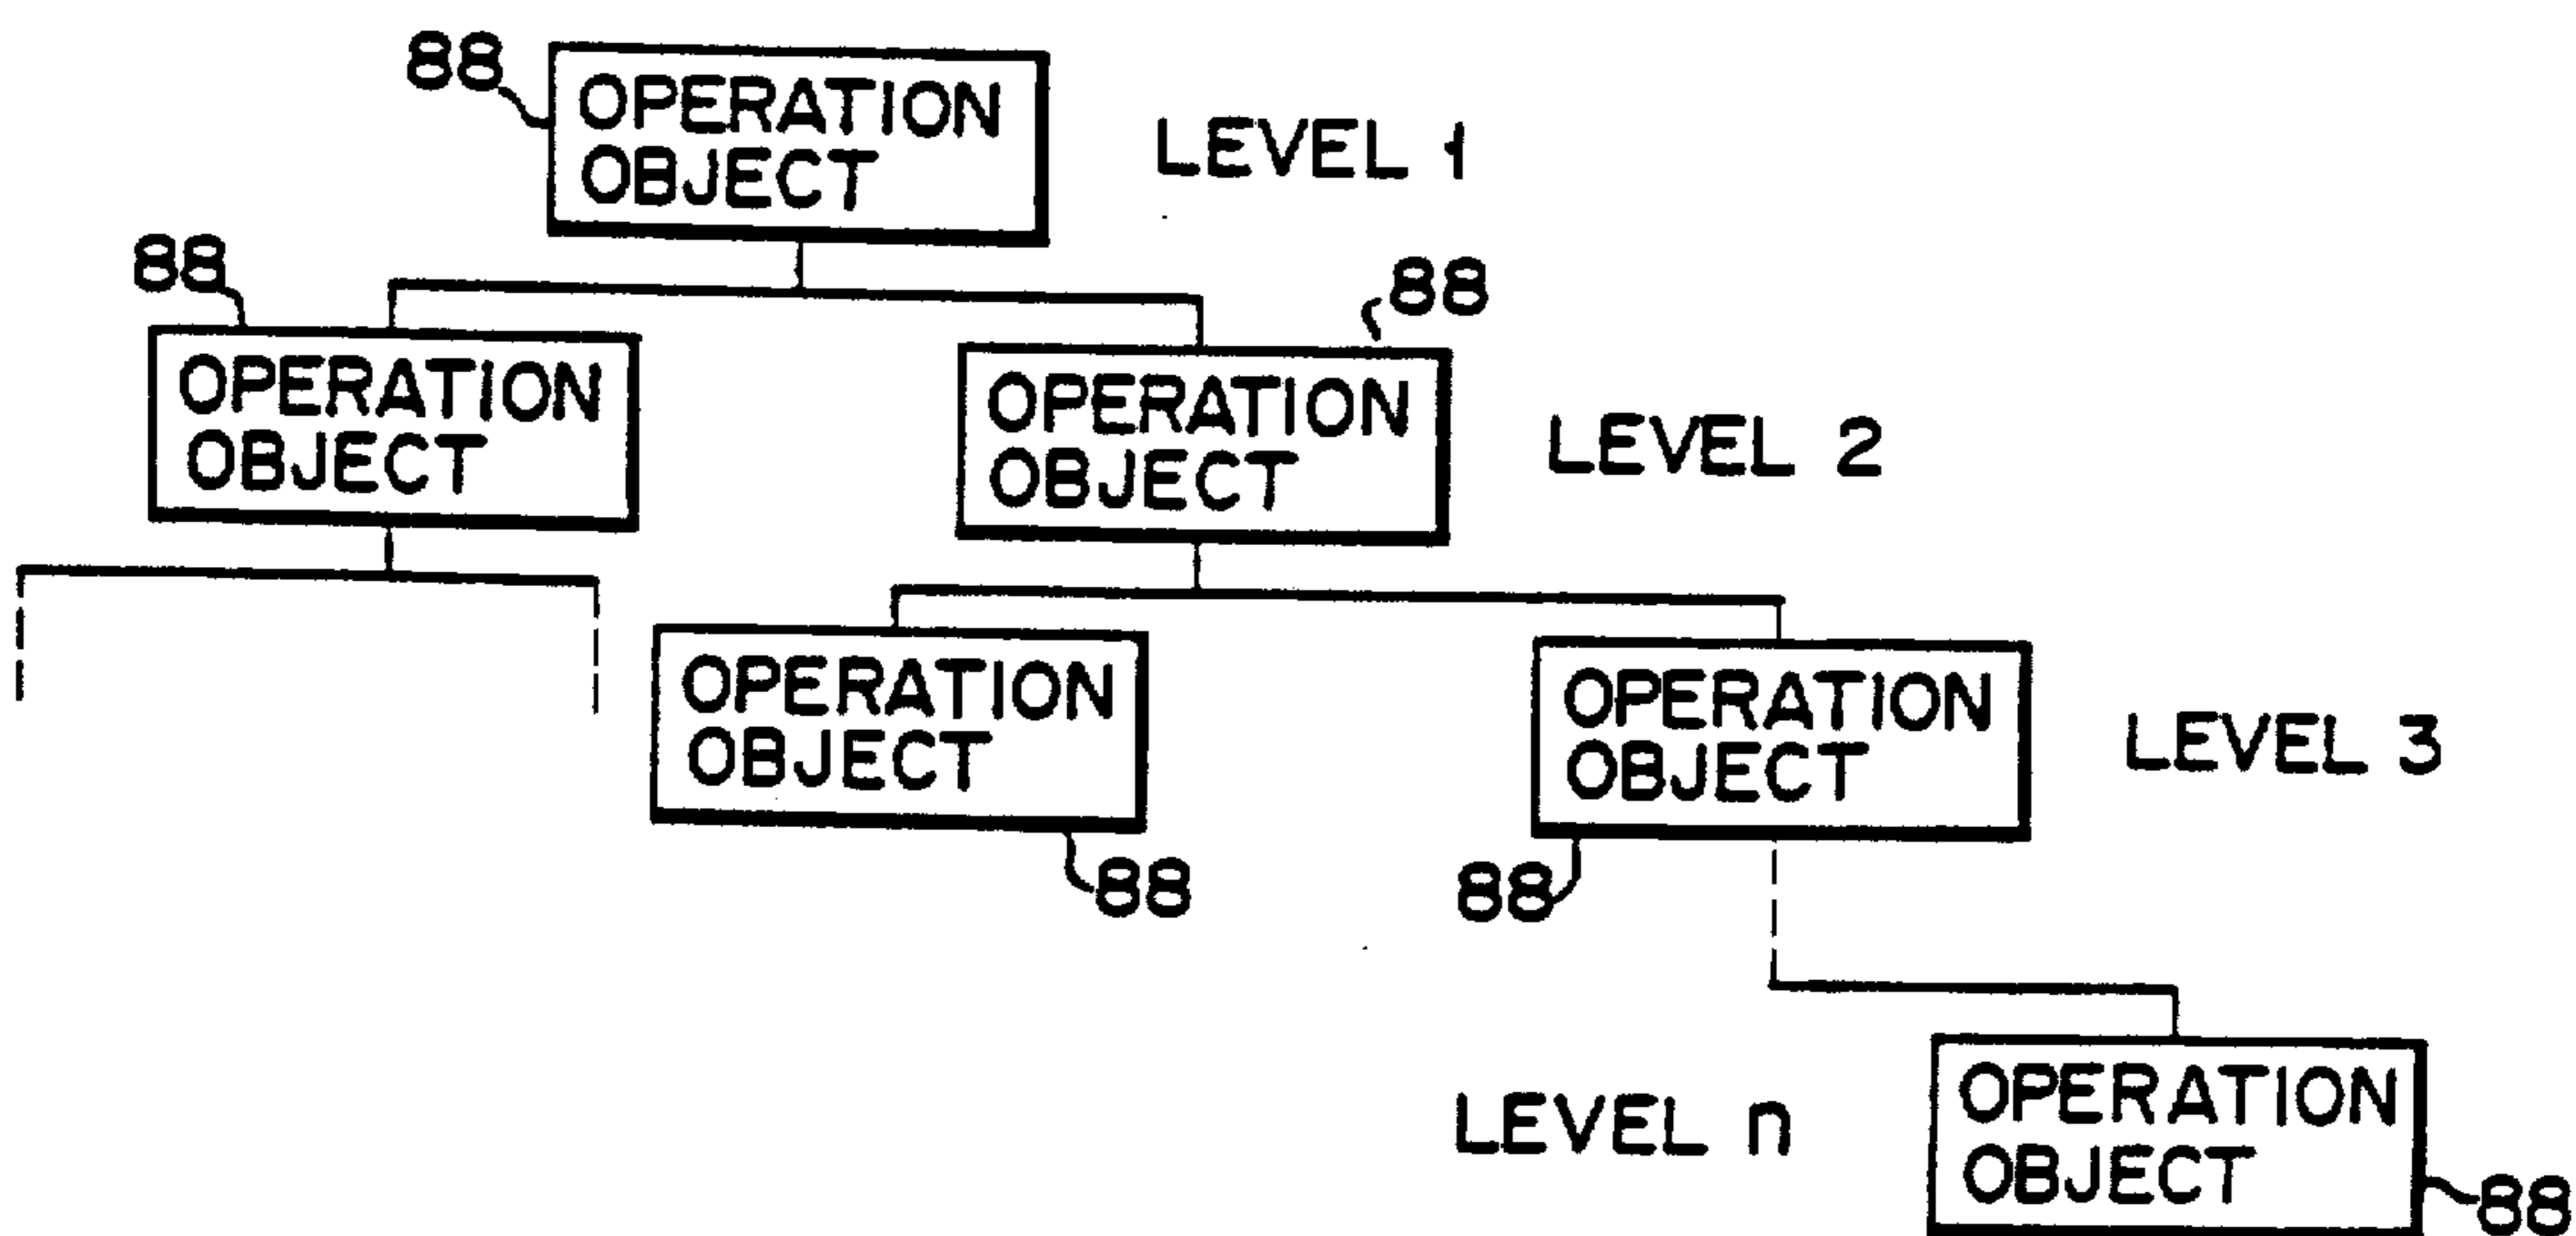 88
OPERATION
OBJECT
LEVEL 1
88
88
OPERATION
OBJECT
OPERATION
OBJECT
LEVEL 2
OPERATION
OBJECT
OPERATION
OBJECT
LEVEL 3
88
88
LEVEL n
OPERATION
OBJECT
88